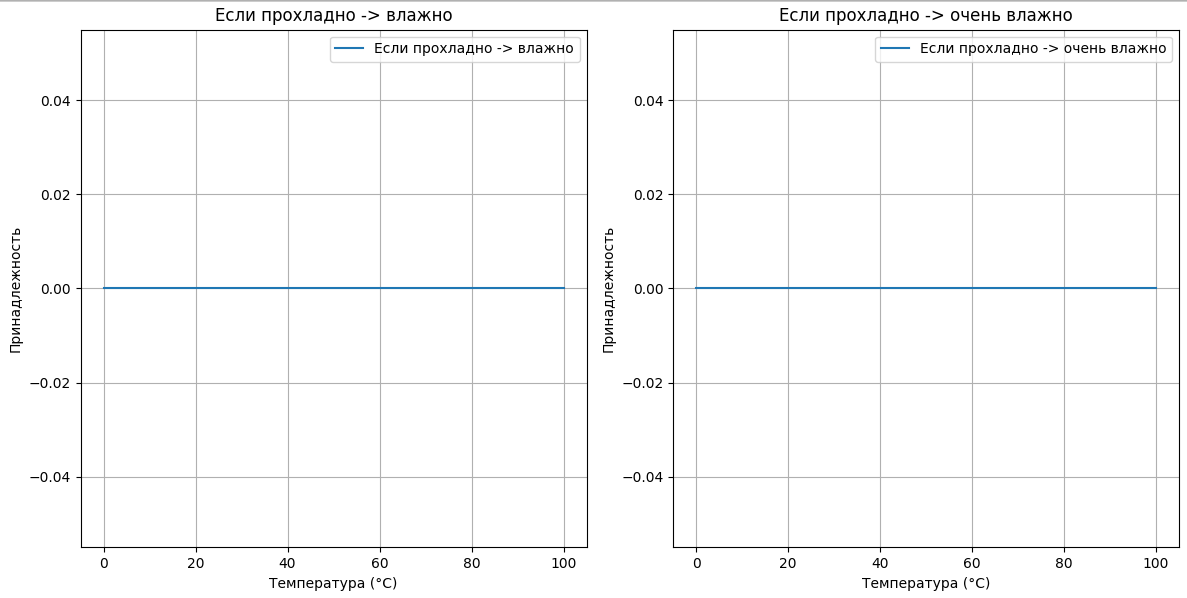 Если прохладно -> влажно
Если прохладно -> влажно
0.04
0.02
0.00
−0.02
−0.04
Принадлежность
0 20 40 60 80 100
Температура (°C)
Если прохладно -> очень влажно
Если прохладно -> очень влажно
0.04
0.02
0.00
−0.02
−0.04
Принадлежность
0 20 40 60 80 100
Температура (°C)